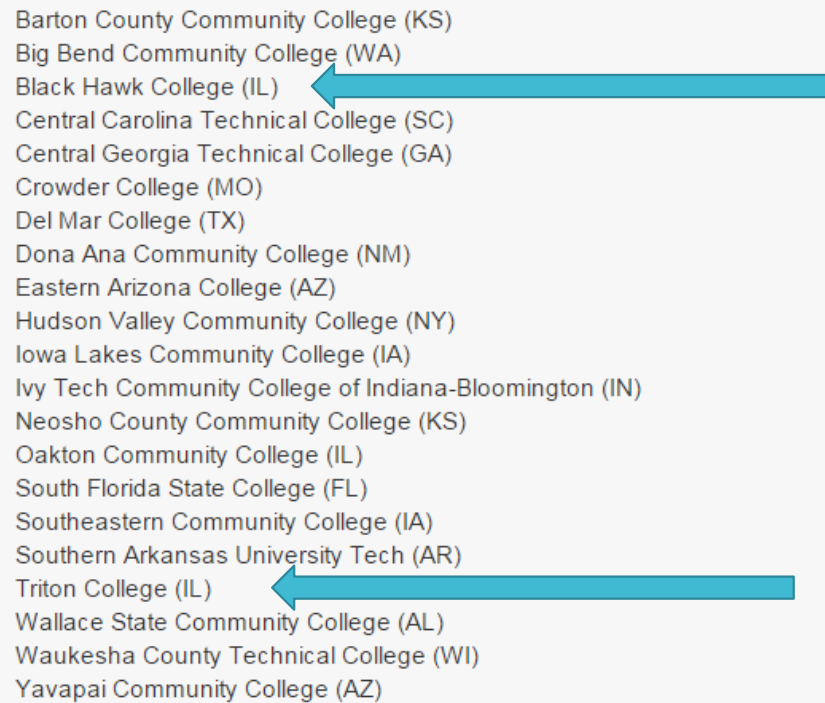 Barton County Community College (KS)
Big Bend Community College (WA)
Black Hawk College (IL)
Central Carolina Technical College (SC)
Central Georgia Technical College (GA)
Crowder College (MO)
Del Mar College (TX)
Dona Ana Community College (NM)
Eastern Arizona College (AZ)
Hudson Valley Community College (NY)
Iowa Lakes Community College (IA)
Ivy Tech Community College of Indiana-Bloomington (IN)
Neosho County Community College (KS)
Oakton Community College (IL)
South Florida State College (FL)
Southeastern Community College (IA)
Southern Arkansas University Tech (AR)
Triton College (IL)
Wallace State Community College (AL)
Waukesha County Technical College (WI)
Yavapai Community College (AZ)